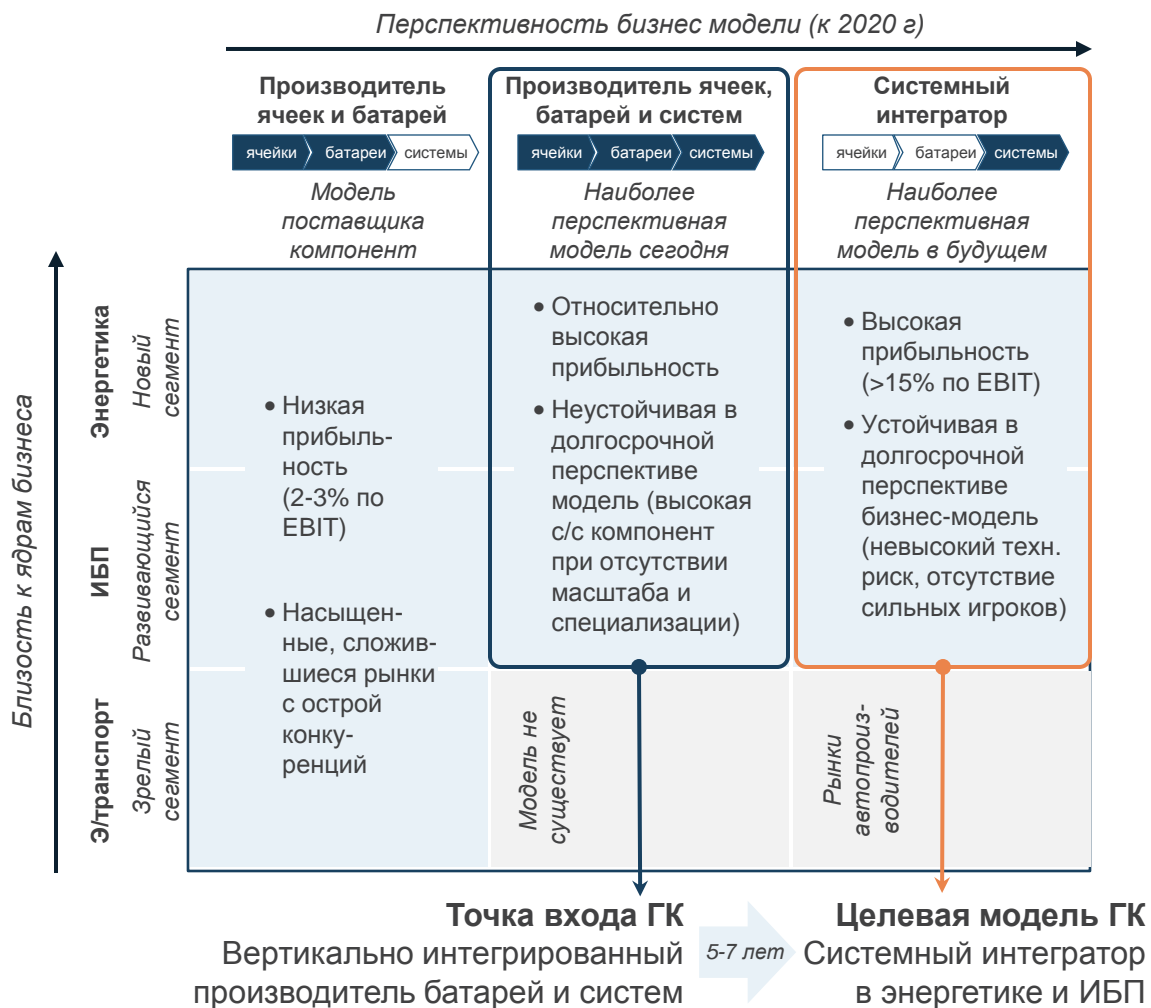 Перспективность бизнес модели (к 2020 г)
Производитель
ячеек и батарей
ячейки батареи системы
Модель
поставщика
компонент
Производитель ячеек,
батарей и систем
ячейки батареи системы
Наиболее
перспективная
модель сегодня
Системный
интегратор
ячейки батареи системы
Наиболее
перспективная
модель в будущем
Близость к ядрам бизнеса
Энергетика
Новый
сегмент
ИБП
Развивающийся
сегмент
Э/транспорт
Зрелый
сегмент
• Низкая
прибыль-
ность
(2-3% по
EBIT)
• Насыщен-
ные, сложив-
шиеся рынки
с острой
конку-
ренций
• Относительно
высокая
прибыльность
• Неустойчивая в
долгосрочной
перспективе
модель (высокая
с/с компонент
при отсутствии
масштаба и
специализации)
• Высокая
прибыльность
(>15% по EBIT)
• Устойчивая в
долгосрочной
перспективе
бизнес-модель
(невысокий техн.
риск, отсутствие
сильных игроков)
Модель не
существует
Рынки
автопроиз-
водителей
Точка входа ГК
Вертикально интегрированный
производитель батарей и систем
5-7 лет
Целевая модель ГК
Системный интегратор
в энергетике и ИБП